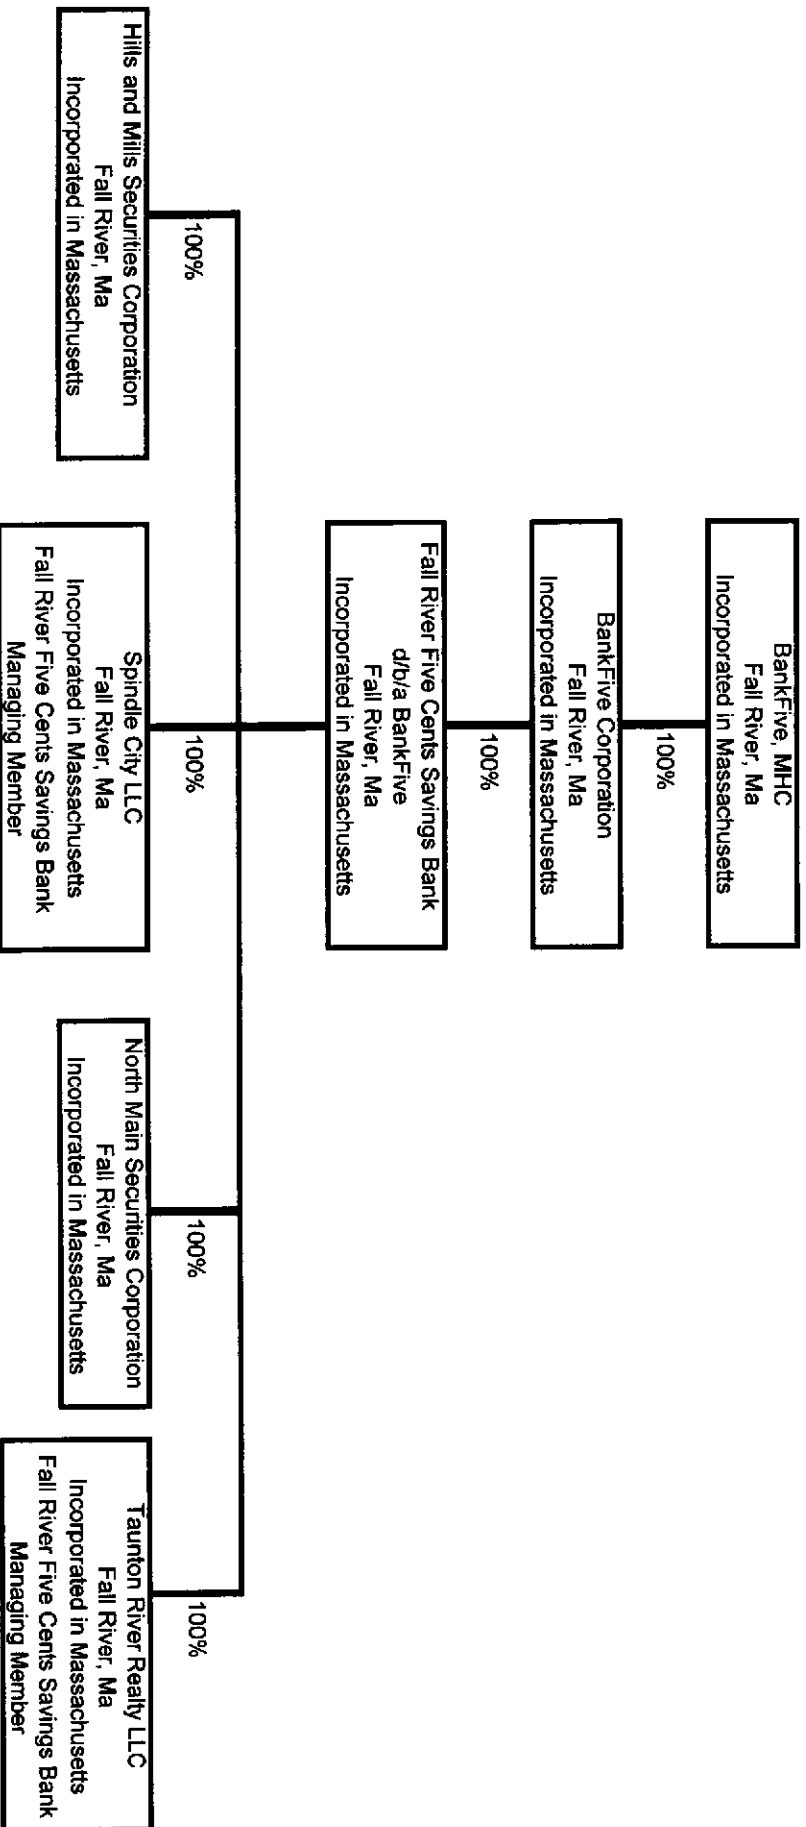 BankFive, MHC
Fall River, Ma
Incorporated in Massachusetts
100%
BankFive Corporation
Fall River, Ma
Incorporated in Massachusetts
100%
Fall River Five Cents Savings Bank
d/b/a BankFive
Fall River, Ma
Incorporated in Massachusetts
100%
100%
100%
100%
Hills and Mills Securities Corporation
Fall River, Ma
Incorporated in Massachusetts
Spindle City LLC
Fall River, Ma
Incorporated in Massachusetts
Fall River Five Cents Savings Bank
Managing Member
North Main Securities Corporation
Fall River, Ma
Incorporated in Massachusetts
Taunton River Realty LLC
Fall River, Ma
Incorporated in Massachusetts
Fall River Five Cents Savings Bank
Managing Member